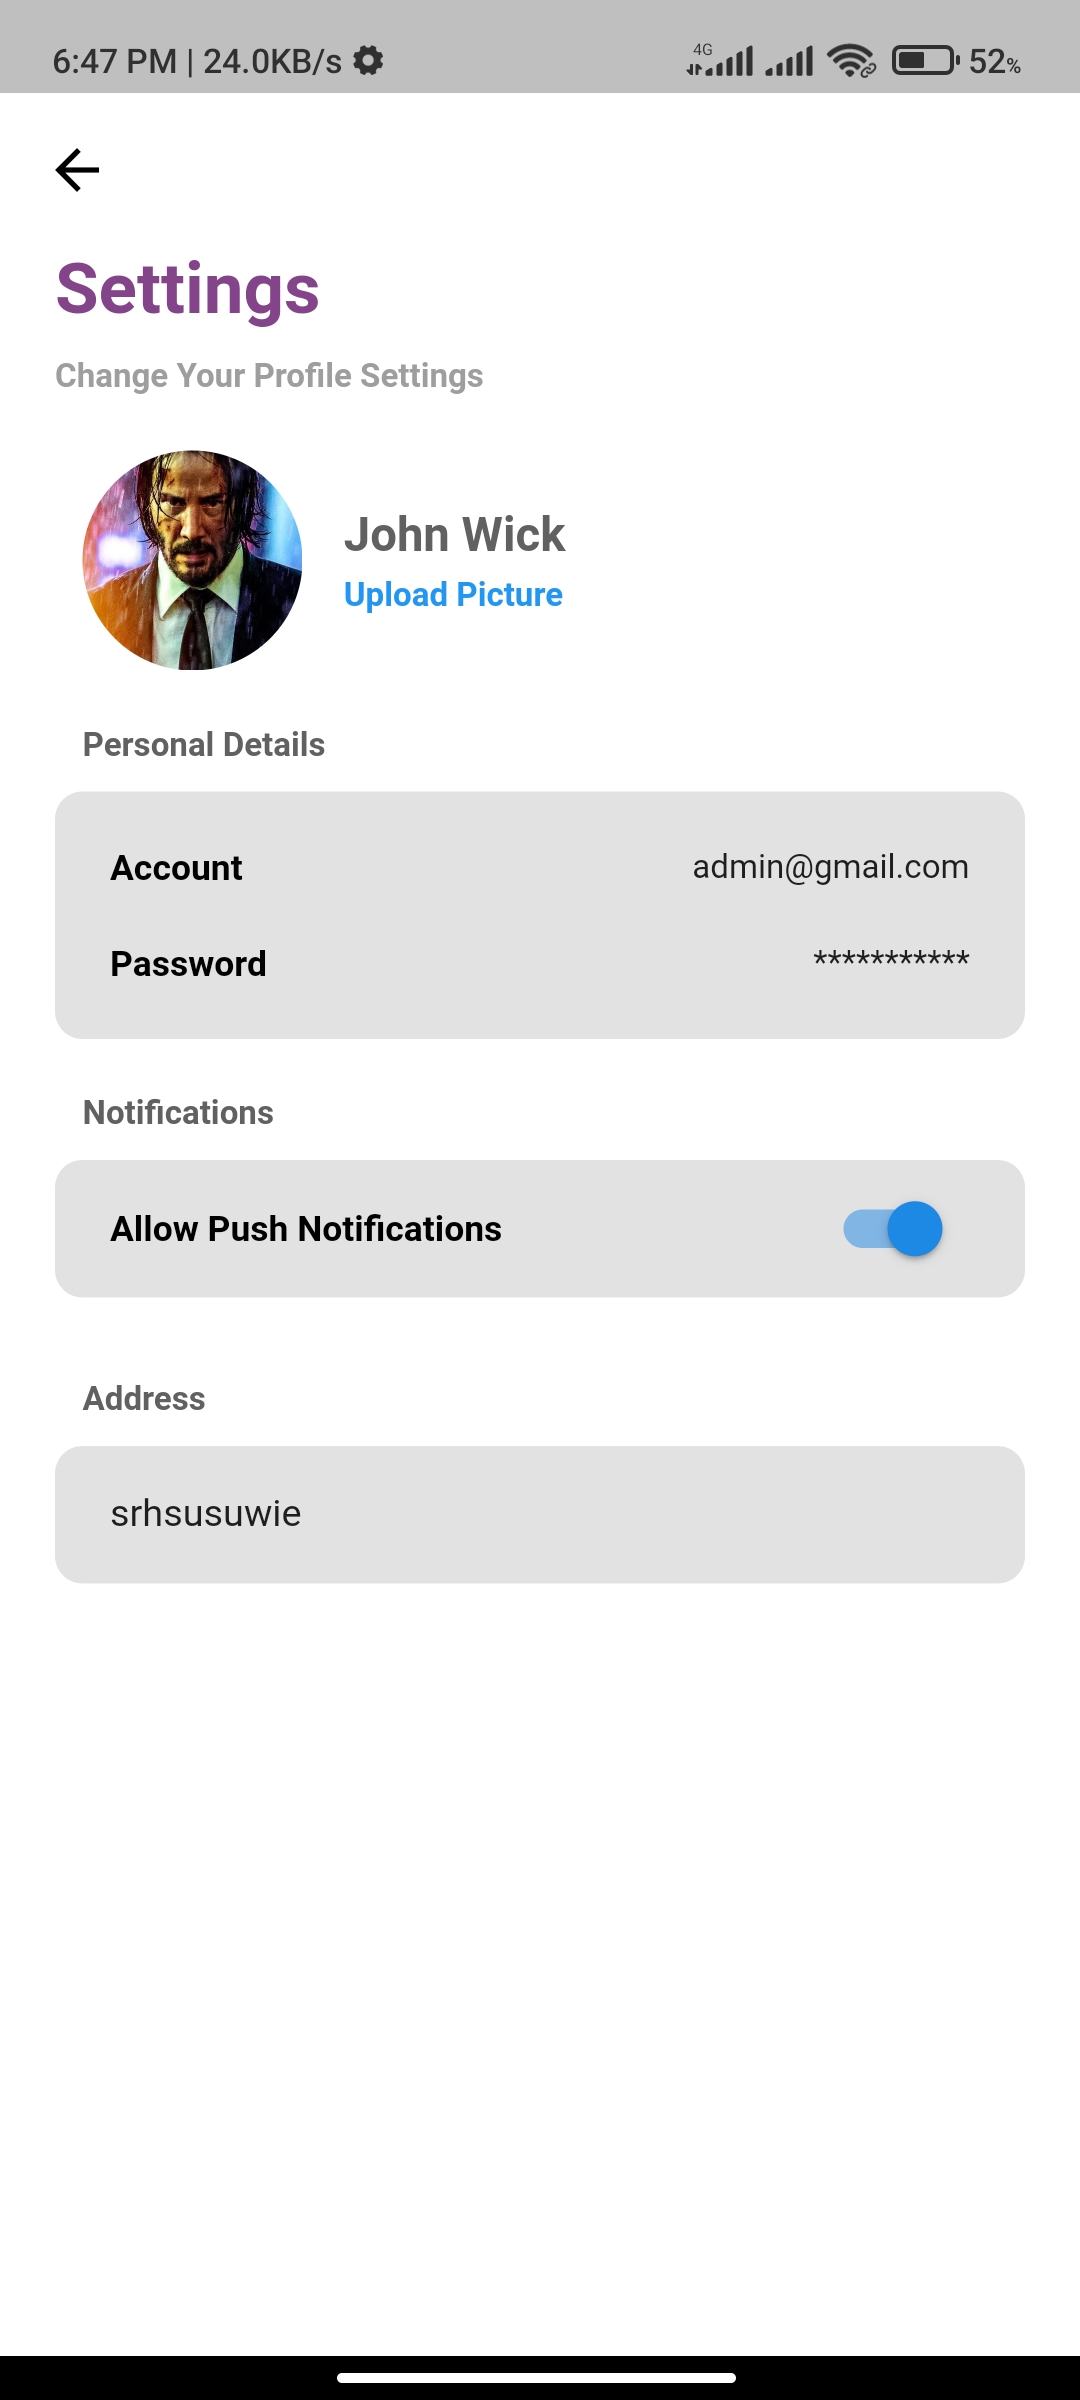 6:47 PM | 24.0KB/s 4G 52%
Settings
Change Your Profile Settings
John Wick
Upload Picture
Personal Details
Account admin@gmail.com
Password ***********
Notifications
Allow Push Notifications
Address
srhsusuwie